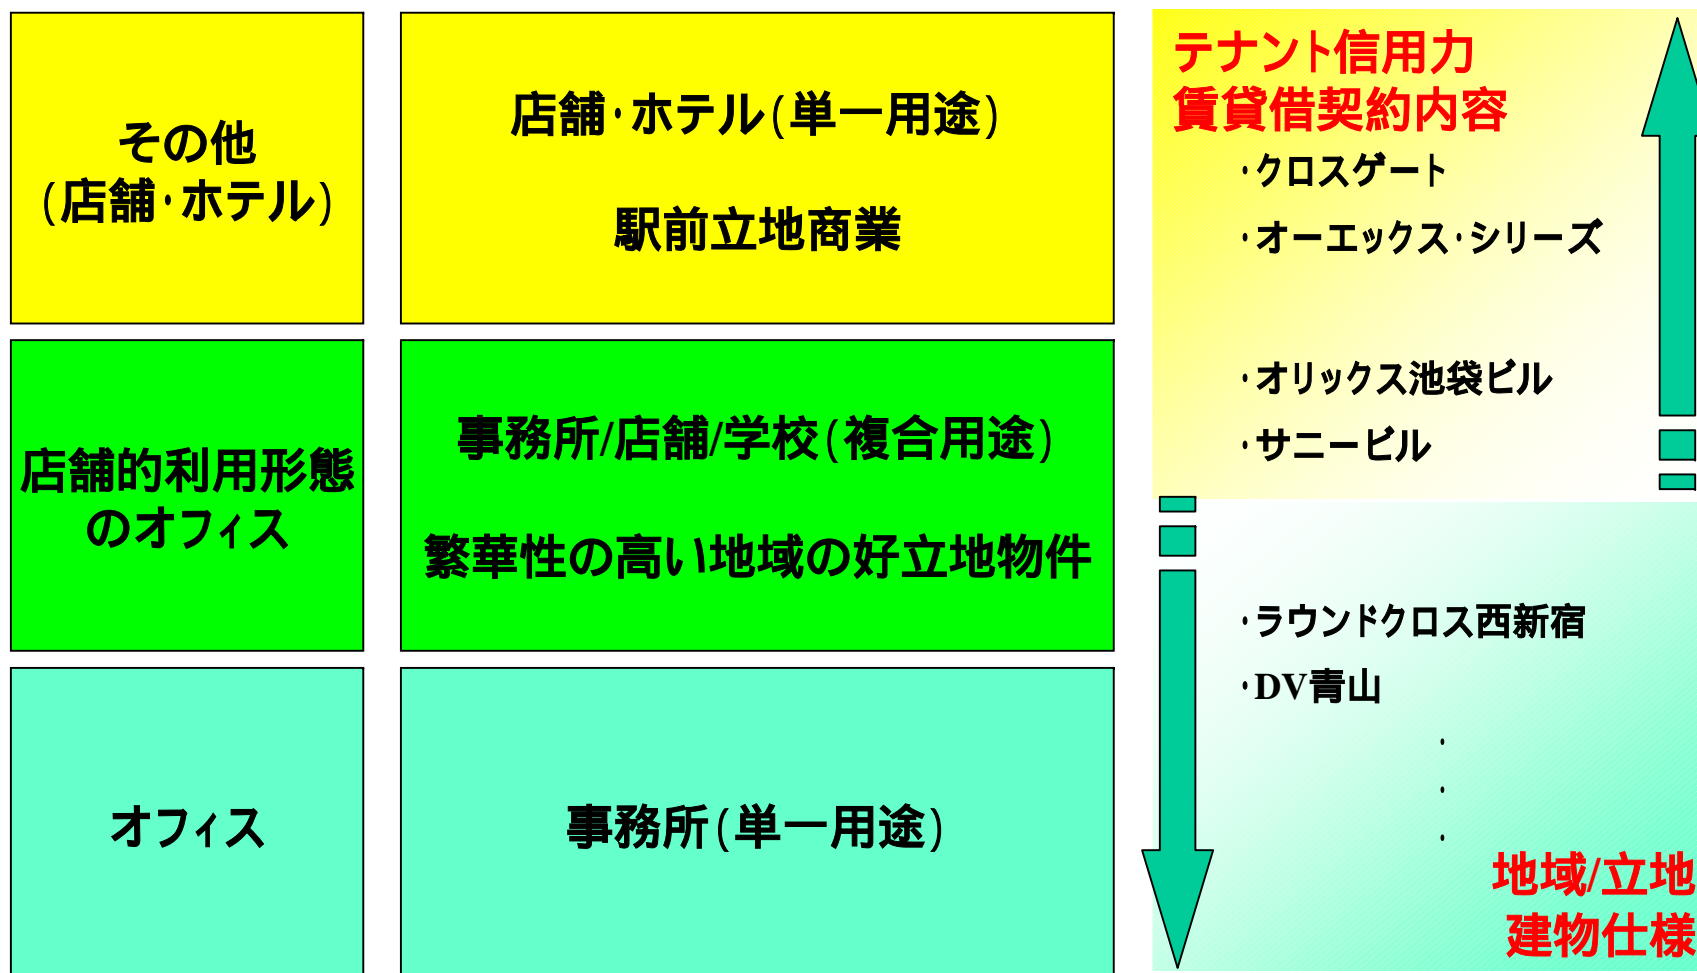 その他
(店舗·ホテル)
店舗·ホテル(単一用途)
駅前立地商業
店舗的利用形態
のオフィス
事務所/店舗/学校(複合用途)
繁華性の高い地域の好立地物件
オフィス
事務所(単一用途)
テナント信用力
賃貸借契約内容
·クロスゲート
·オーエックス·シリーズ
·オリックス池袋ビル
·サニービル
·ラウンドクロス西新宿
·DV青山
·
·
·
地域/立地
建物仕様